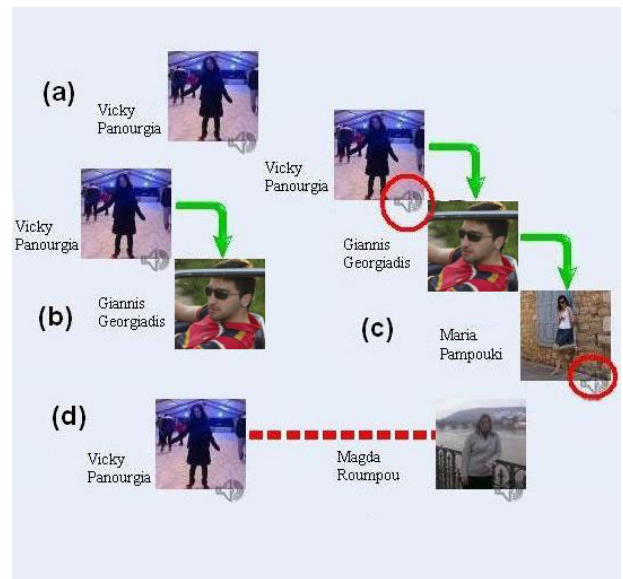 (a)
Vicky
Panourgia
Vicky
Panourgia
Vicky
Panourgia
Giannis
Georgiadis
(b)
Giannis
Georgiadis
(c)
Maria
Pampouki
(d)
Vicky
Panourgia
Magda
Roumpou